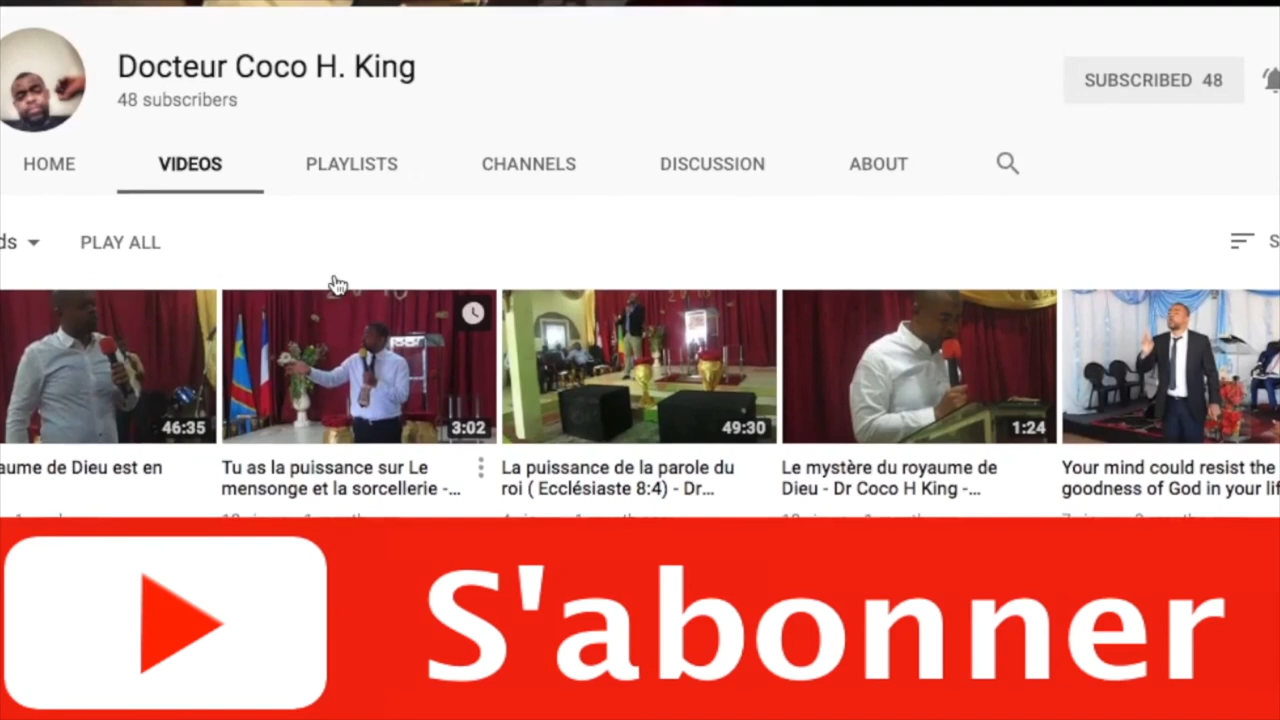 Docteur Coco H. King
48 subscribers
SUBSCRIBED 48
HOME VIDEOS PLAYLISTS CHANNELS DISCUSSION ABOUT
ds PLAY ALL S
46:35 3:02 49:30 1:24
aume de Dieu est en
Tu as la puissance sur Le
mensonge et la sorcellerie -...
La puissance de la parole du
roi ( Ecclésiaste 8:4) - Dr...
Le mystère du royaume de
Dieu - Dr Coco H King -...
Your mind could resist the
goodness of God in your lif
S'abonner